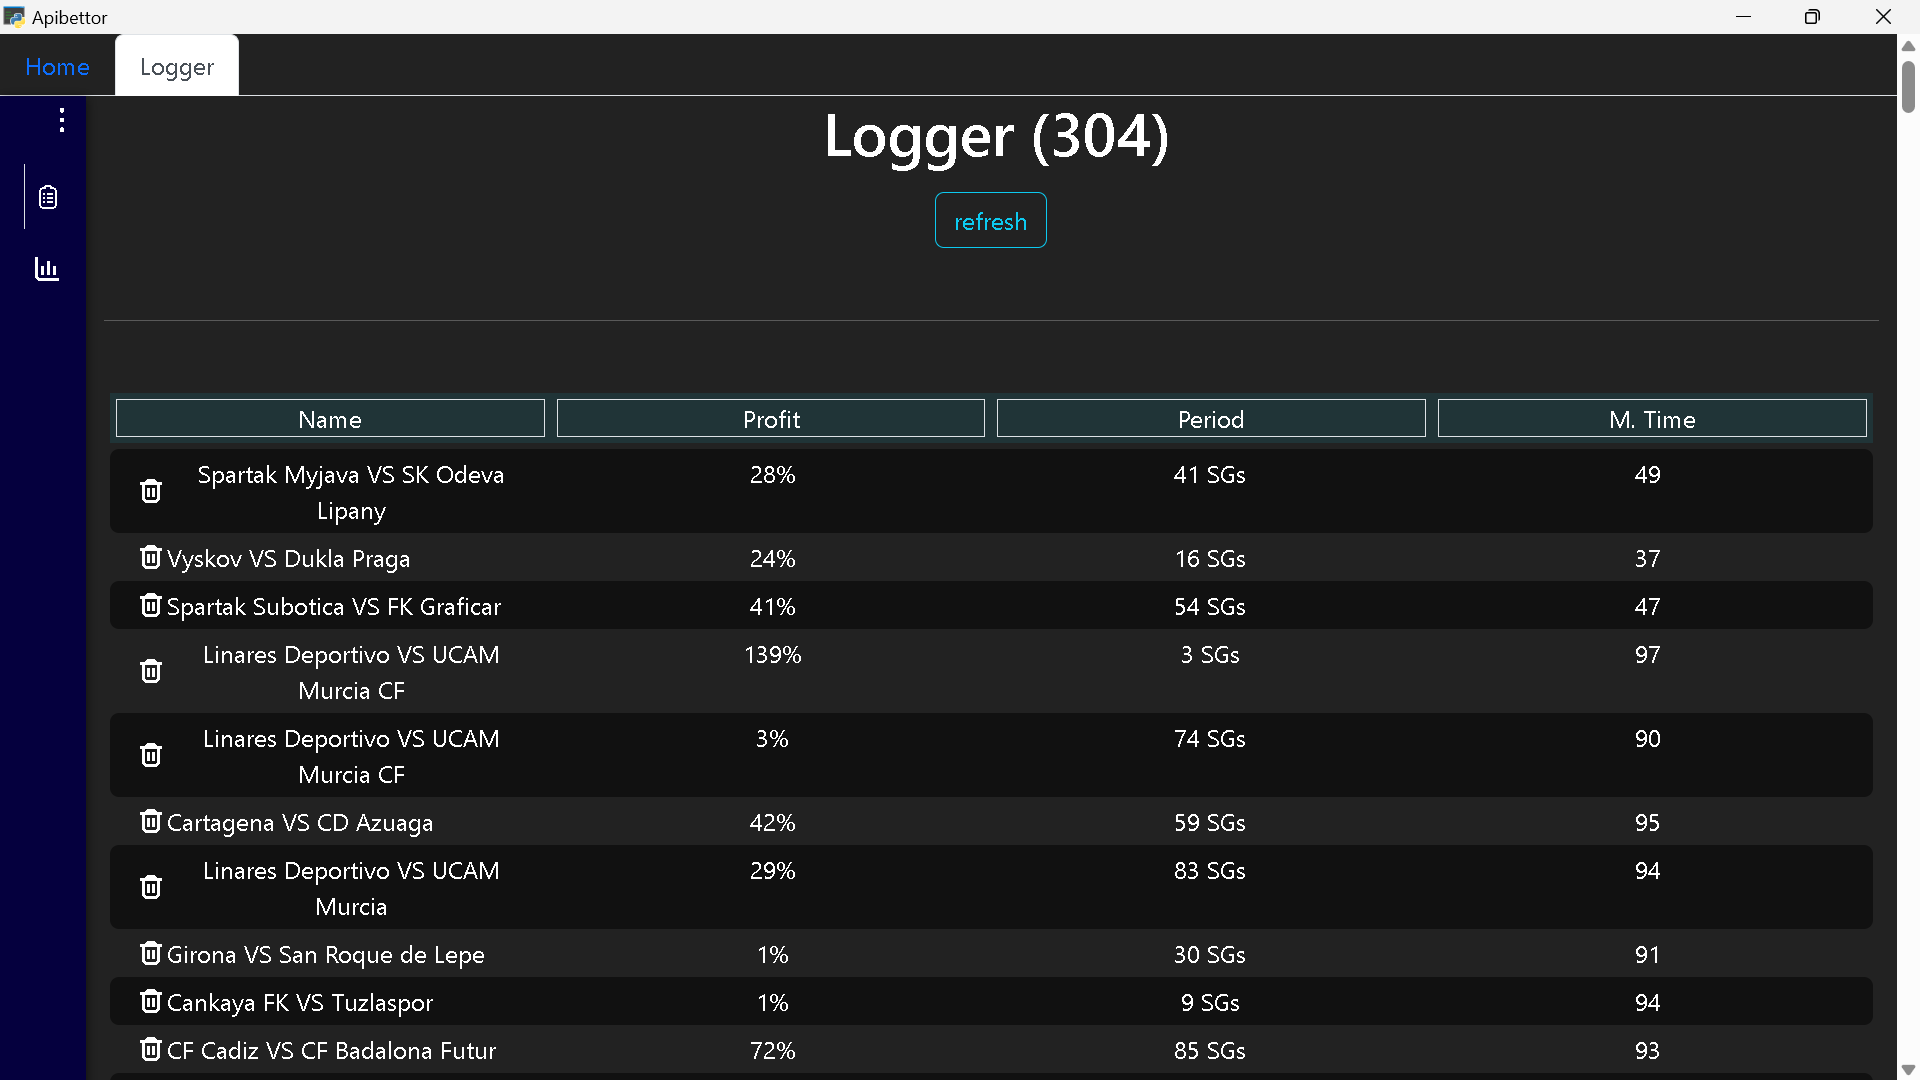 Apibettor
Home Logger
Logger (304)
refresh
Name Profit Period M. Time
Spartak Myjava VS SK Odeva 28% 41 SGs 49
Lipany
Vyskov VS Dukla Praga 24% 16 SGs 37
Spartak Subotica VS FK Graficar 41% 54 SGs 47
Linares Deportivo VS UCAM 139% 3 SGs 97
Murcia CF
Linares Deportivo VS UCAM 3% 74 SGs 90
Murcia CF
Cartagena VS CD Azuaga 42% 59 SGs 95
Linares Deportivo VS UCAM 29% 83 SGs 94
Murcia
Girona VS San Roque de Lepe 1% 30 SGs 91
Cankaya FK VS Tuzlaspor 1% 9 SGs 94
CF Cadiz VS CF Badalona Futur 72% 85 SGs 93